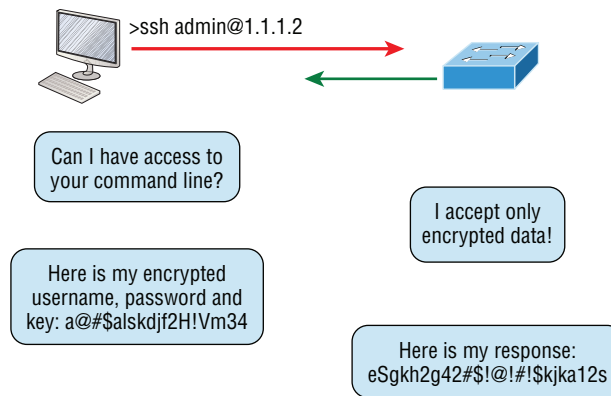 >ssh admin@1.1.1.2
Can I have access to
your command line?
I accept only
encrypted data!
Here is my encrypted
username, password and
key: a@#$alskdjf2H!Vm34
Here is my response:
eSgkh2g42#$!@!#!$kjka12s